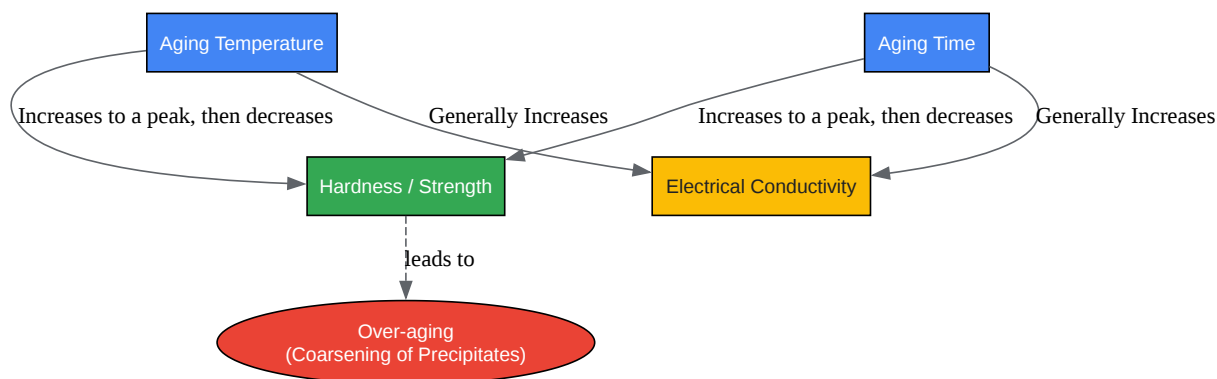 Aging Temperature
Aging Time
Increases to a peak, then decreases
Generally Increases
Increases to a peak, then decreases
Generally Increases
Hardness / Strength
Electrical Conductivity
leads to
Over-aging
(Coarsening of Precipitates)